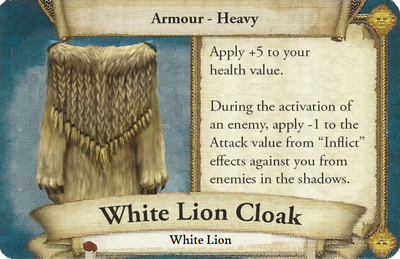 Armour - Heavy
Apply +5 to your
health value.
During the activation of
an enemy, apply -1 to the
Attack value from “Inflict”
effects against you from
enemies in the shadows.
White Lion Cloak
White Lion